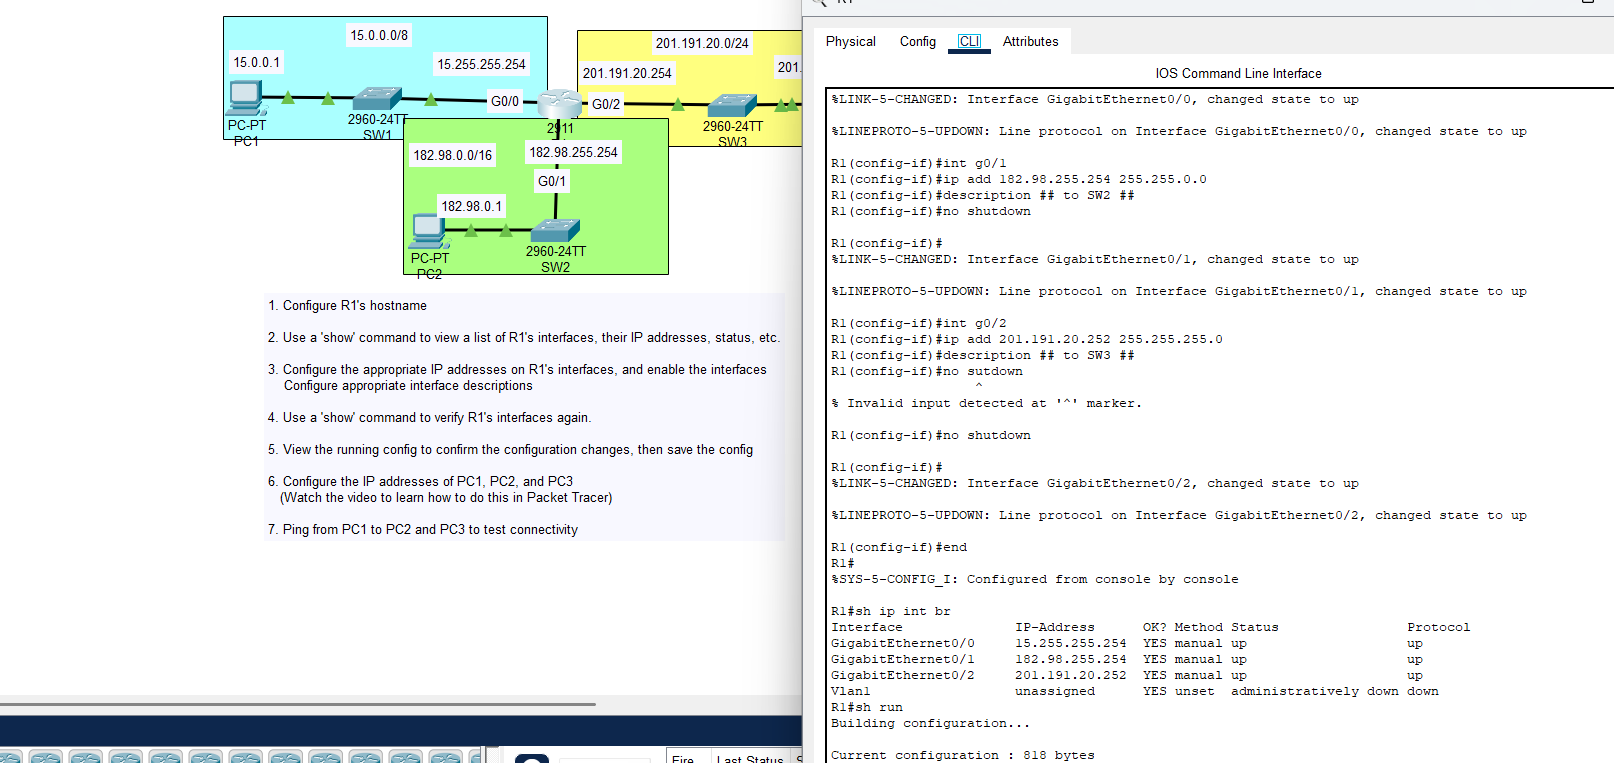 15.0.0.0/8
15.0.0.1
15.255.255.254
G0/0
PC-PT
PC1
2960-24TT
SW1
2911
201.191.20.0/24
201.191.20.254
201.
G0/2
2960-24TT
SW3
182.98.0.0/16
182.98.255.254
G0/1
182.98.0.1
PC-PT
PC2
2960-24TT
SW2
1. Configure R1's hostname
2. Use a 'show' command to view a list of R1's interfaces, their IP addresses, status, etc.
3. Configure the appropriate IP addresses on R1's interfaces, and enable the interfaces
Configure appropriate interface descriptions
4. Use a 'show' command to verify R1's interfaces again.
5. View the running config to confirm the configuration changes, then save the config
6. Configure the IP addresses of PC1, PC2, and PC3
(Watch the video to learn how to do this in Packet Tracer)
7. Ping from PC1 to PC2 and PC3 to test connectivity
Fire Last Status
Physical Config CLI Attributes
IOS Command Line Interface
%LINK-5-CHANGED: Interface GigabitEthernet0/0, changed state to up
%LINEPROTO-5-UPDOWN: Line protocol on Interface GigabitEthernet0/0, changed state to up
R1(config-if)#int g0/1
R1(config-if)#ip add 182.98.255.254 255.255.0.0
R1(config-if)#description ## to SW2 ##
R1(config-if)#no shutdown
R1(config-if)#
%LINK-5-CHANGED: Interface GigabitEthernet0/1, changed state to up
%LINEPROTO-5-UPDOWN: Line protocol on Interface GigabitEthernet0/1, changed state to up
R1(config-if)#int g0/2
R1(config-if)#ip add 201.191.20.252 255.255.255.0
R1(config-if)#description ## to SW3 ##
R1(config-if)#no sutdown
^
% Invalid input detected at '^' marker.
R1(config-if)#no shutdown
R1(config-if)#
%LINK-5-CHANGED: Interface GigabitEthernet0/2, changed state to up
%LINEPROTO-5-UPDOWN: Line protocol on Interface GigabitEthernet0/2, changed state to up
R1(config-if)#end
R1#
%SYS-5-CONFIG_I: Configured from console by console
R1#sh ip int br
Interface IP-Address OK? Method Status Protocol
GigabitEthernet0/0 15.255.255.254 YES manual up up
GigabitEthernet0/1 182.98.255.254 YES manual up up
GigabitEthernet0/2 201.191.20.252 YES manual up up
Vlan1 unassigned YES unset administratively down down
R1#sh run
Building configuration...
Current configuration : 818 bytes